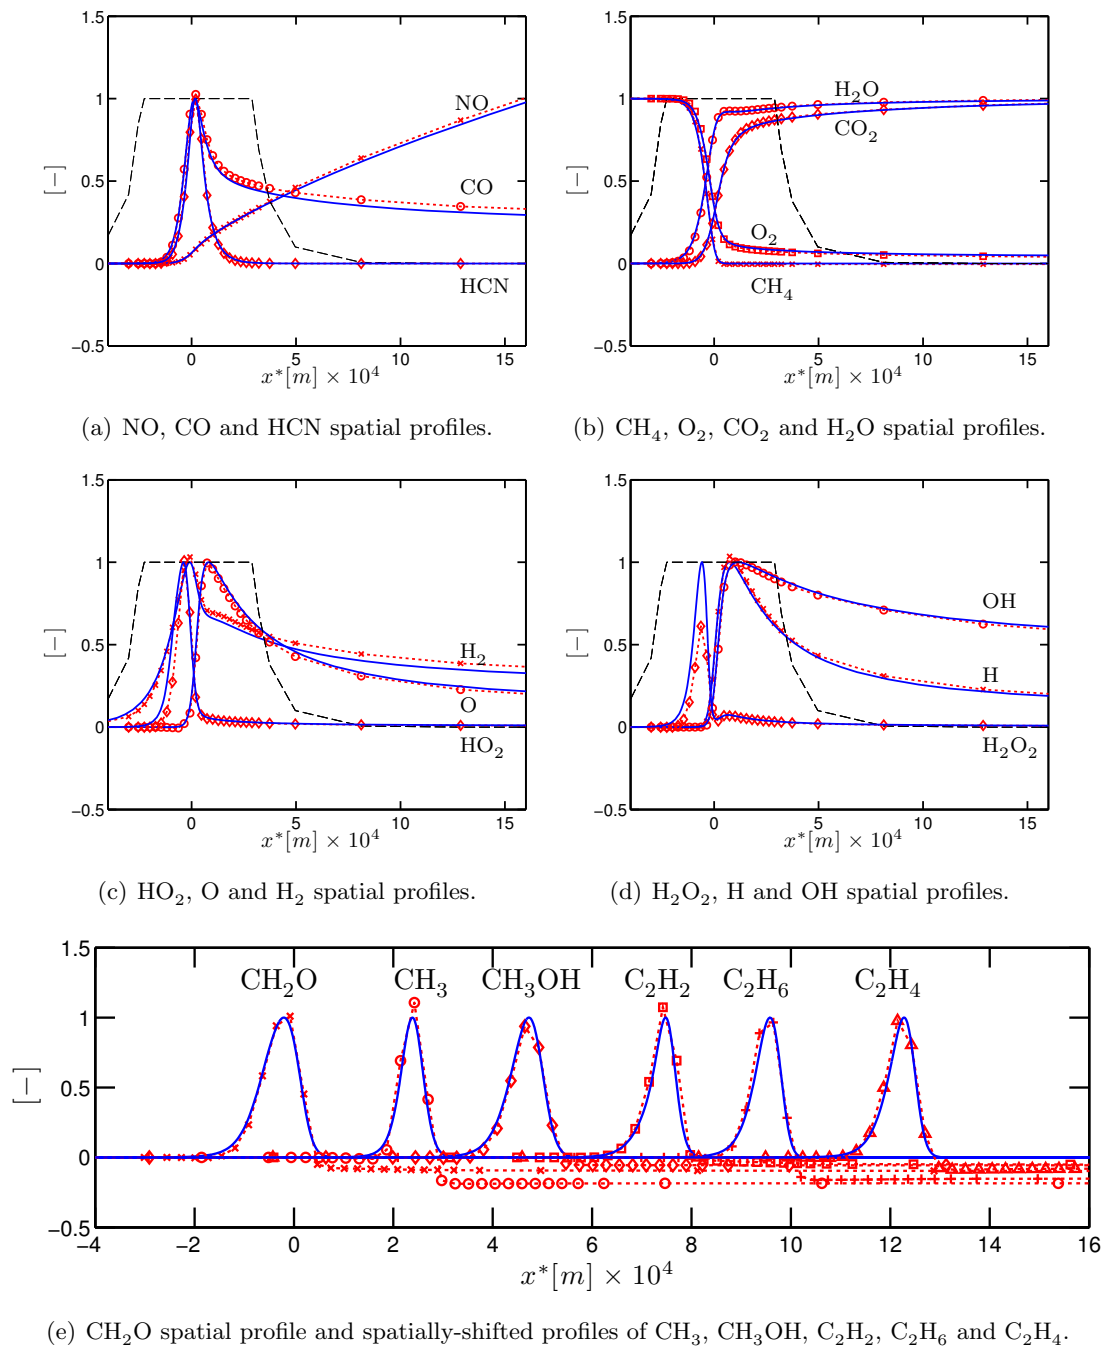 1.5
1
0.5
0
−0.5
[−]
NO
CO
HCN
0
5
10
15
x*[m] × 10⁴
(a) NO, CO and HCN spatial profiles.
1.5
1
0.5
0
−0.5
[−]
H₂O
CO₂
O₂
CH₄
0
5
10
15
x*[m] × 10⁴
(b) CH₄, O₂, CO₂ and H₂O spatial profiles.
1.5
1
0.5
0
−0.5
[−]
H₂
O
HO₂
0
5
10
15
x*[m] × 10⁴
(c) HO₂, O and H₂ spatial profiles.
1.5
1
0.5
0
−0.5
[−]
OH
H
H₂O₂
0
5
10
15
x*[m] × 10⁴
(d) H₂O₂, H and OH spatial profiles.
1.5
1
0.5
0
−0.5
[−]
CH₂O CH₃ CH₃OH C₂H₂ C₂H₆ C₂H₄
−4 −2 0 2 4 6 8 10 12 14 16
x*[m] × 10⁴
(e) CH₂O spatial profile and spatially-shifted profiles of CH₃, CH₃OH, C₂H₂, C₂H₆ and C₂H₄.